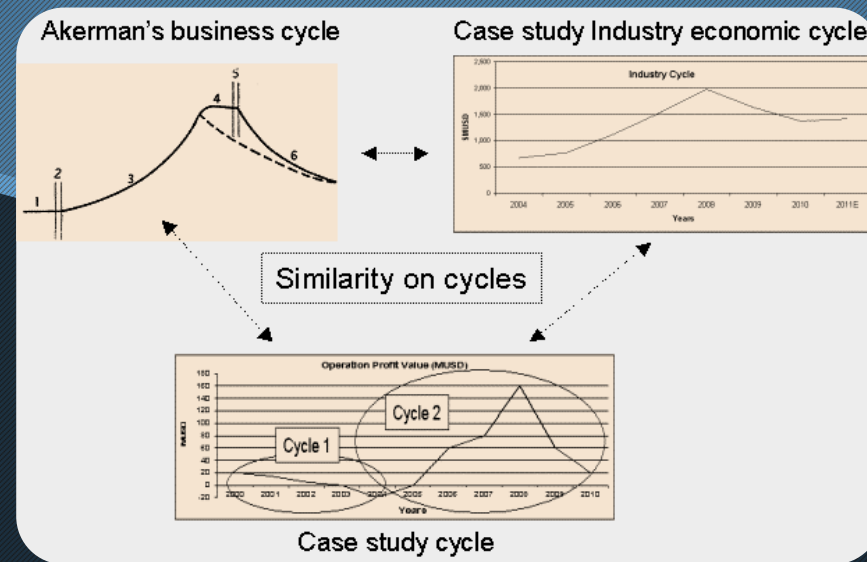 Akerman's business cycle
Case study Industry economic cycle
1
2
3
4
5
6
Industry Cycle
2,500
2,000
1,500
1,000
500
0
2004 2005 2006 2007 2008 2009 2010 2011E
Years
Similarity on cycles
Operation Profit Value (MUSD)
180
160
140
120
100
80
60
40
20
0
-20
Cycle 1
Cycle 2
2000 2001 2002 2003 2004 2005 2006 2007 2008 2009 2010
Years
Case study cycle